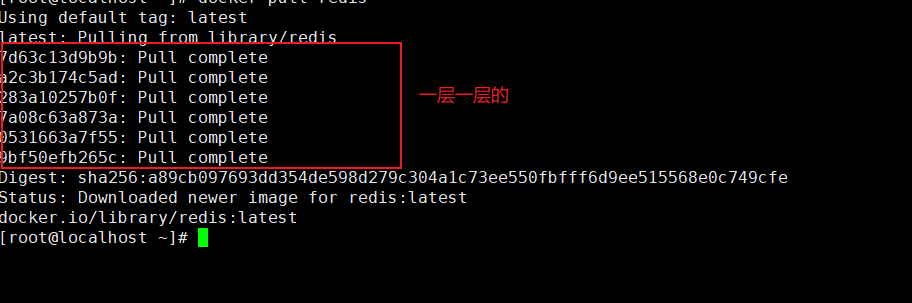 [root@localhost ~]# docker pull redis
Using default tag: latest
latest: Pulling from library/redis
7d63c13d9b9b: Pull complete
a2c3b174c5ad: Pull complete
283a10257b0f: Pull complete
一层一层的
7a08c63a873a: Pull complete
0531663a7f55: Pull complete
9bf50efb265c: Pull complete
Digest: sha256:a89cb097693dd354de598d279c304a1c73ee550fbfff6d9ee515568e0c749cfe
Status: Downloaded newer image for redis:latest
docker.io/library/redis:latest
[root@localhost ~]#